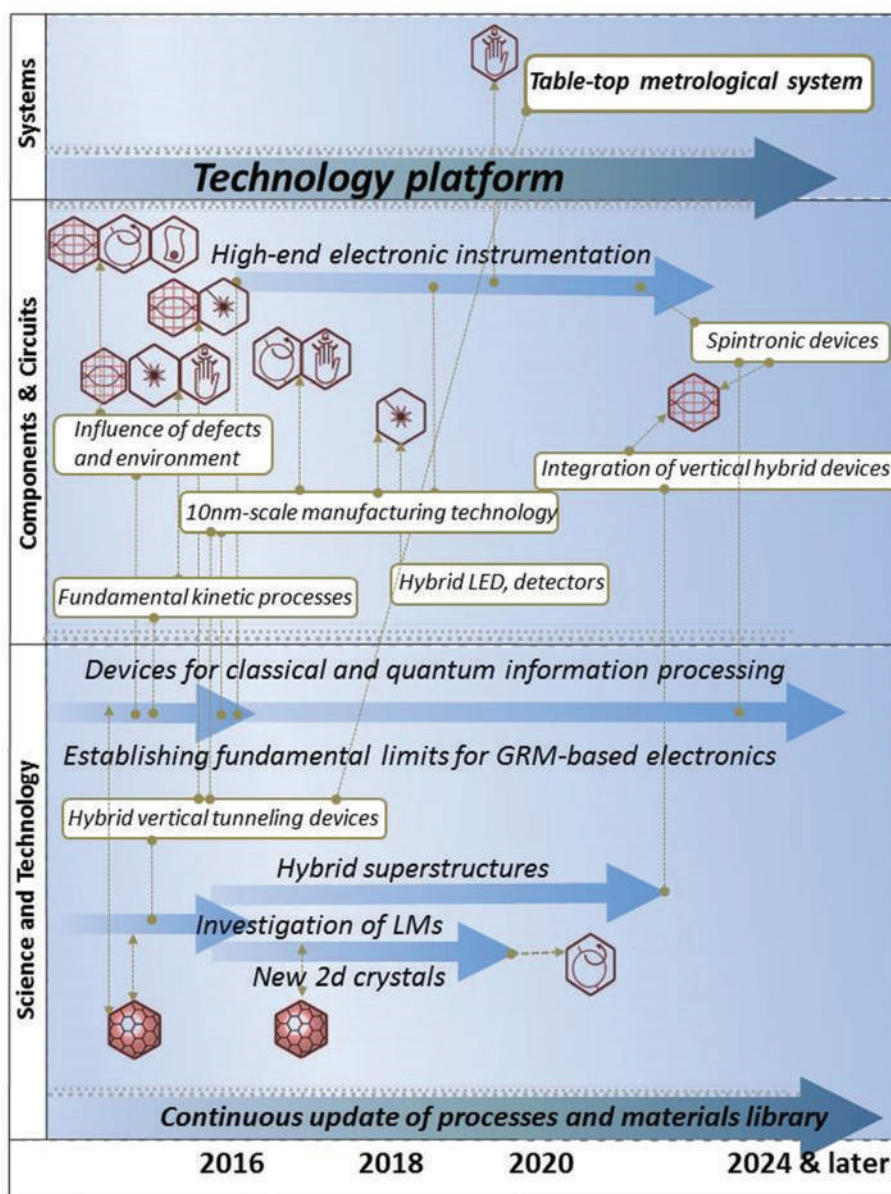 Systems
Table-top metrological system
Technology platform
Components & Circuits
High-end electronic instrumentation
Spintronic devices
Influence of defects
and environment
Integration of vertical hybrid devices
10nm-scale manufacturing technology
Hybrid LED, detectors
Fundamental kinetic processes
Science and Technology
Devices for classical and quantum information processing
Establishing fundamental limits for GRM-based electronics
Hybrid vertical tunneling devices
Hybrid superstructures
Investigation of LMs
New 2d crystals
Continuous update of processes and materials library
2016 2018 2020 2024 & later